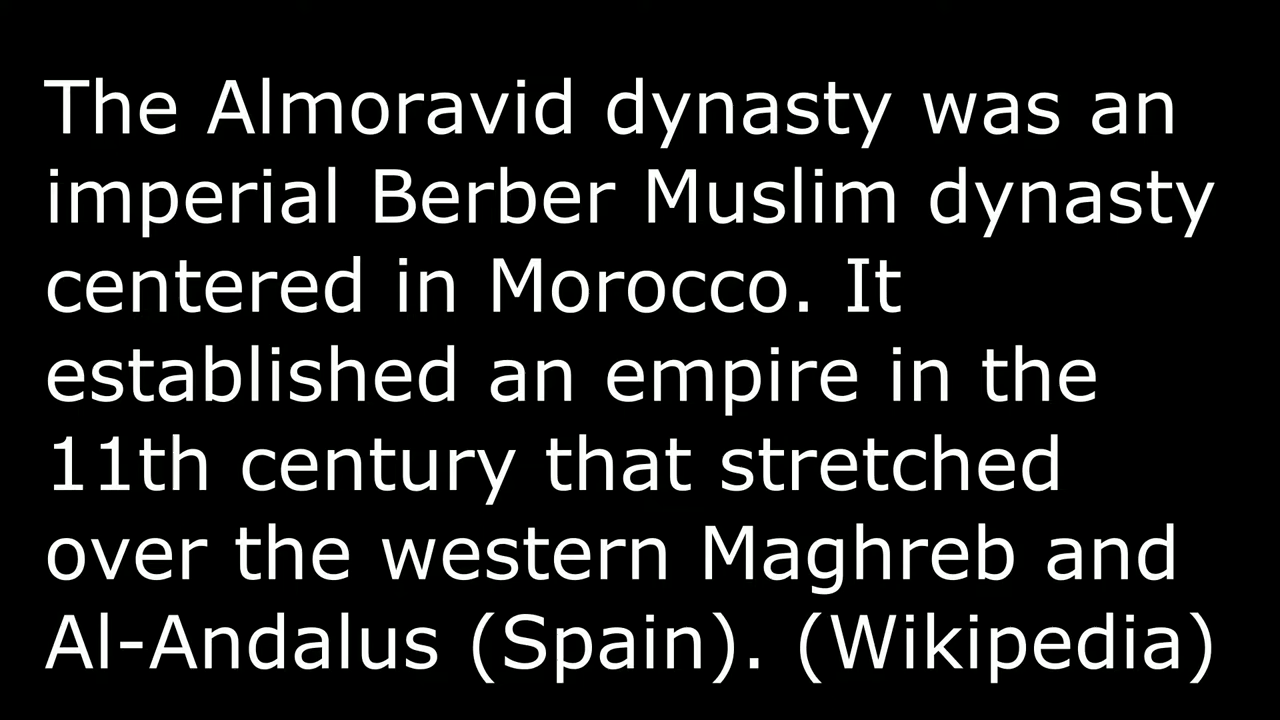 The Almoravid dynasty was an
imperial Berber Muslim dynasty
centered in Morocco. It
established an empire in the
11th century that stretched
over the western Maghreb and
Al-Andalus (Spain). (Wikipedia)